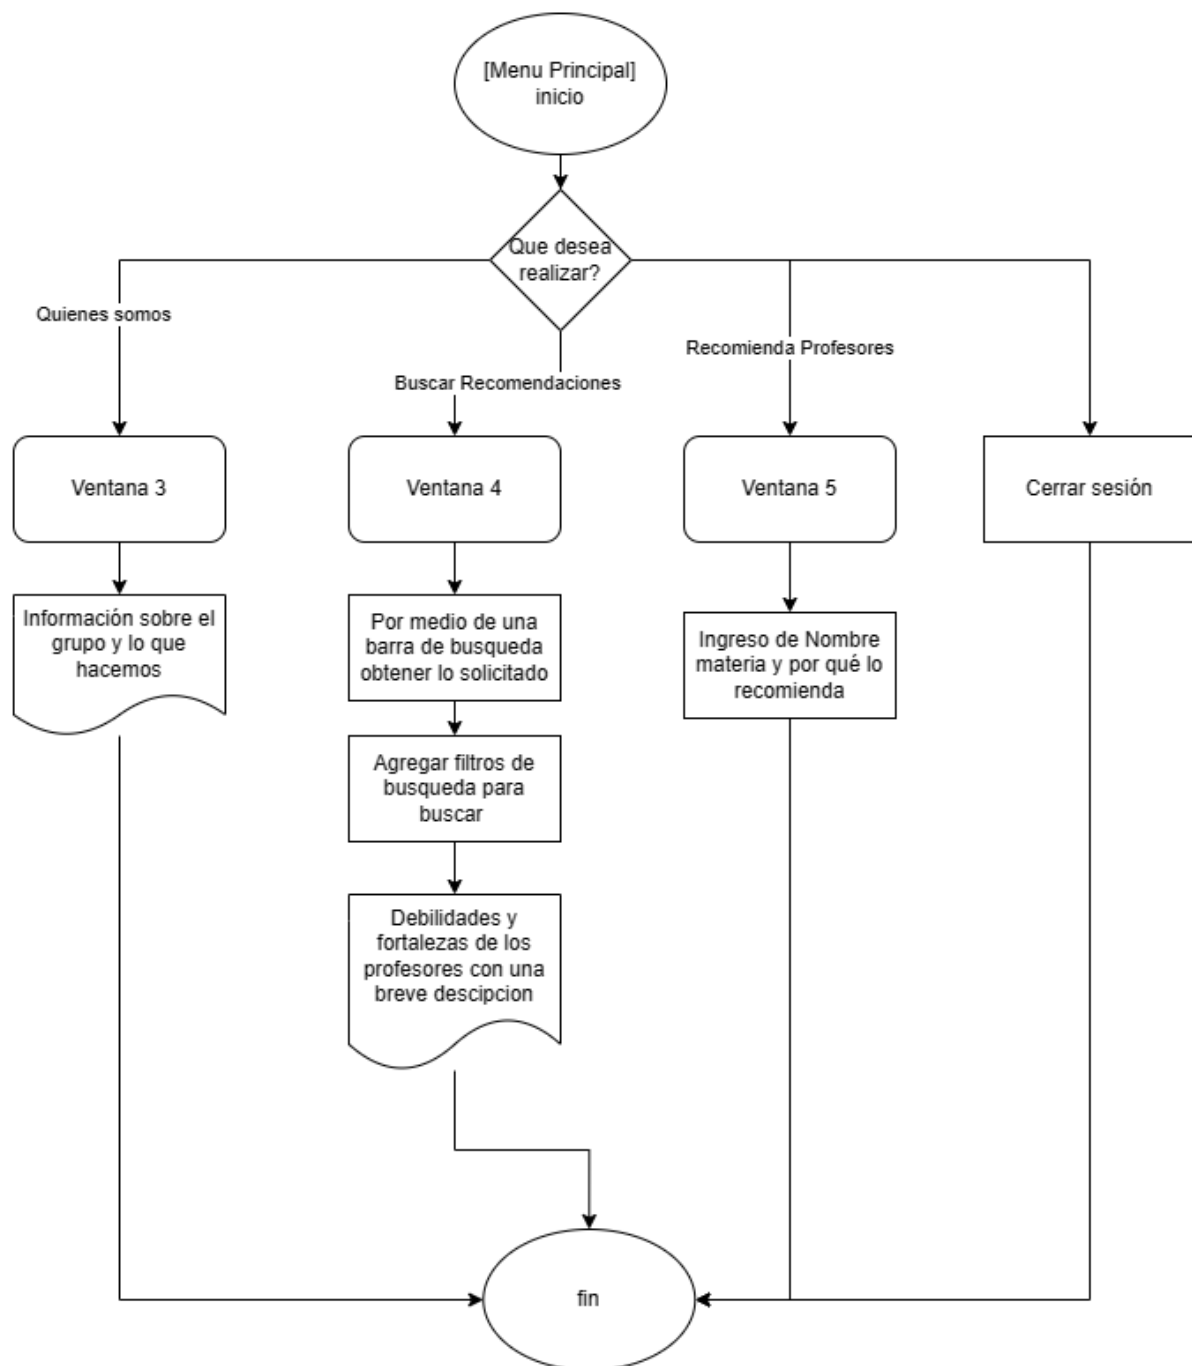 [Menu Principal]
inicio
Que desea
realizar?
Quienes somos
Buscar Recomendaciones
Recomienda Profesores
Ventana 3
Ventana 4
Ventana 5
Cerrar sesión
Información sobre el
grupo y lo que
hacemos
Por medio de una
barra de busqueda
obtener lo solicitado
Ingreso de Nombre
materia y por qué lo
recomienda
Agregar filtros de
busqueda para
buscar
Debilidades y
fortalezas de los
profesores con una
breve descipcion
fin